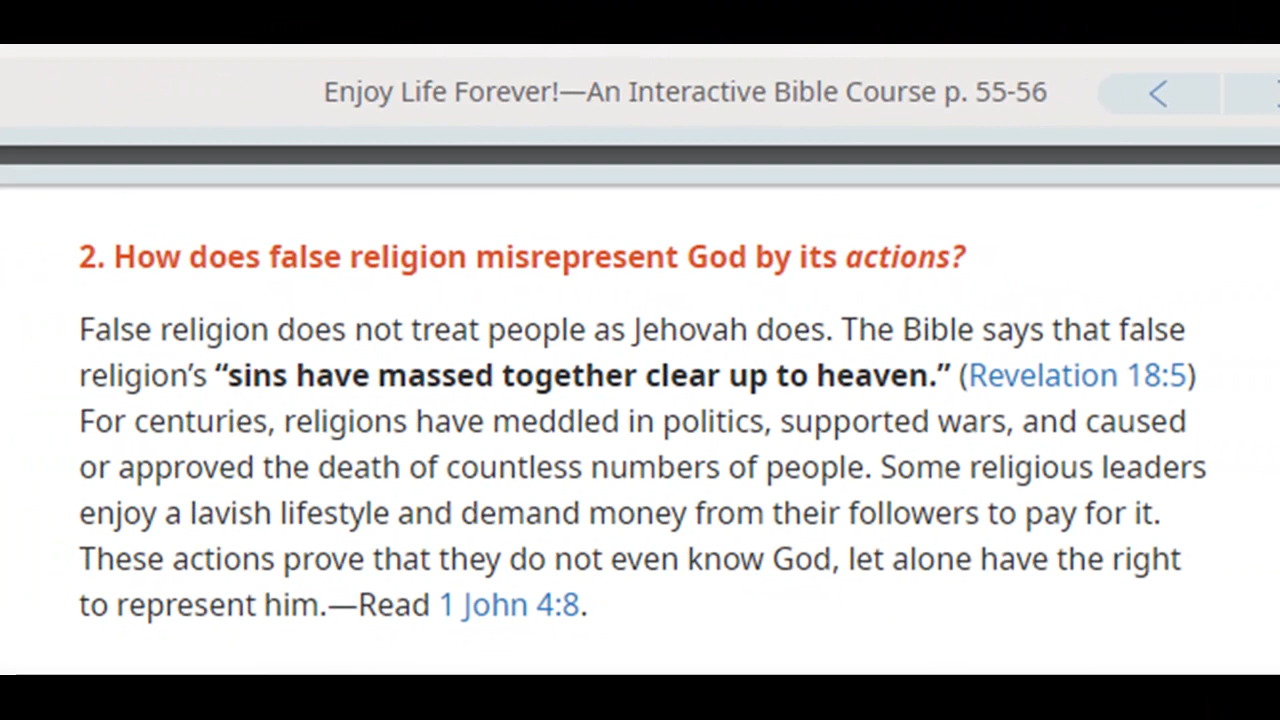 Enjoy Life Forever!—An Interactive Bible Course p. 55-56
2. How does false religion misrepresent God by its actions?
False religion does not treat people as Jehovah does. The Bible says that false
religion’s “sins have massed together clear up to heaven.” (Revelation 18:5)
For centuries, religions have meddled in politics, supported wars, and caused
or approved the death of countless numbers of people. Some religious leaders
enjoy a lavish lifestyle and demand money from their followers to pay for it.
These actions prove that they do not even know God, let alone have the right
to represent him.—Read 1 John 4:8.